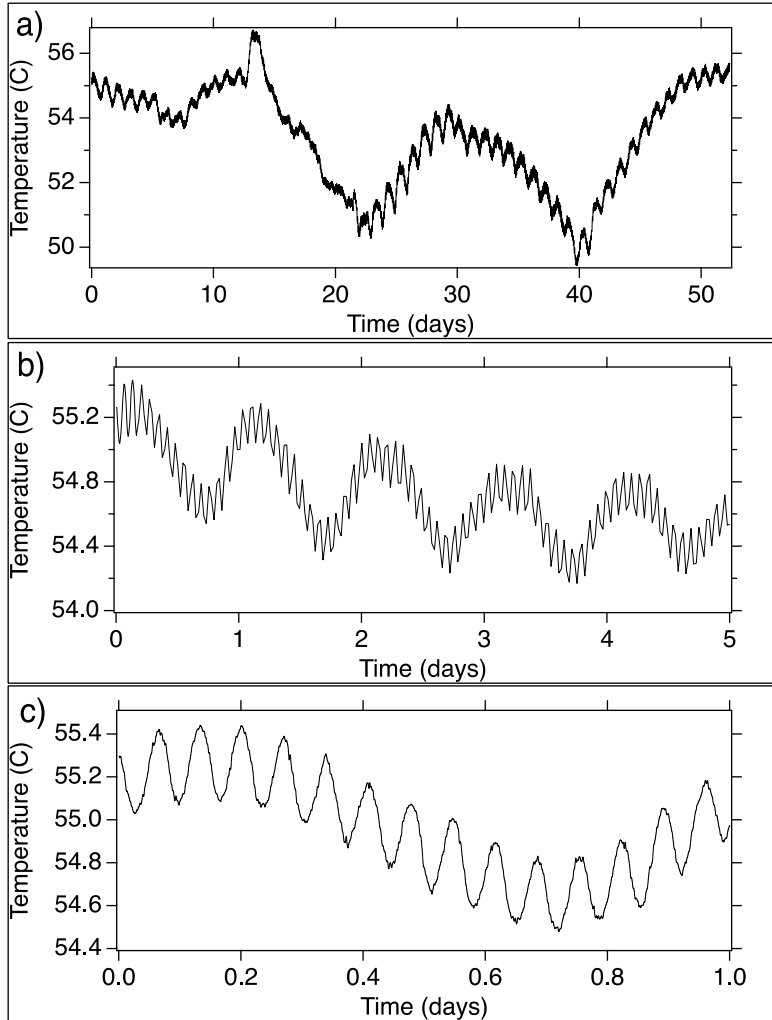 a)
Temperature (C)
56
54
52
50
0 10 20 30 40 50
Time (days)
b)
Temperature (C)
55.2
54.8
54.4
54.0
0 1 2 3 4 5
Time (days)
c)
Temperature (C)
55.4
55.2
55.0
54.8
54.6
54.4
0.0 0.2 0.4 0.6 0.8 1.0
Time (days)